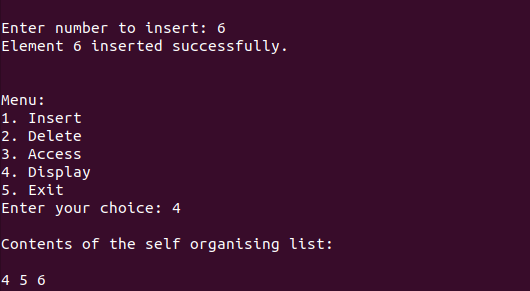 Enter number to insert: 6
Element 6 inserted successfully.
Menu:
1. Insert
2. Delete
3. Access
4. Display
5. Exit
Enter your choice: 4
Contents of the self organising list:
4 5 6